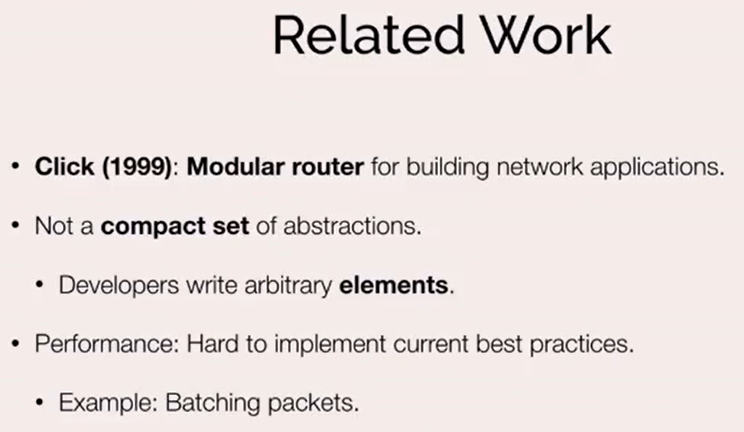 Related Work
• Click (1999): Modular router for building network applications.
• Not a compact set of abstractions.
• Developers write arbitrary elements.
• Performance: Hard to implement current best practices.
• Example: Batching packets.